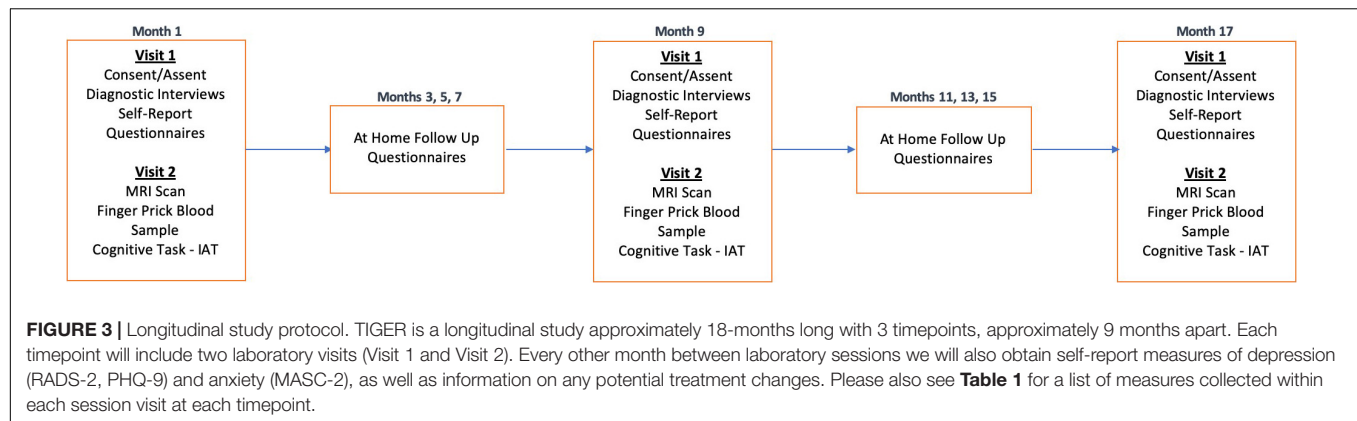 Month 1
Visit 1
Consent/Assent
Diagnostic Interviews
Self-Report
Questionnaires
Visit 2
MRI Scan
Finger Prick Blood
Sample
Cognitive Task - IAT
Months 3, 5, 7
At Home Follow Up
Questionnaires
Month 9
Visit 1
Consent/Assent
Diagnostic Interviews
Self-Report
Questionnaires
Visit 2
MRI Scan
Finger Prick Blood
Sample
Cognitive Task - IAT
Months 11, 13, 15
At Home Follow Up
Questionnaires
Month 17
Visit 1
Consent/Assent
Diagnostic Interviews
Self-Report
Questionnaires
Visit 2
MRI Scan
Finger Prick Blood
Sample
Cognitive Task - IAT
FIGURE 3 | Longitudinal study protocol. TIGER is a longitudinal study approximately 18-months long with 3 timepoints, approximately 9 months apart. Each
timepoint will include two laboratory visits (Visit 1 and Visit 2). Every other month between laboratory sessions we will also obtain self-report measures of depression
(RADS-2, PHQ-9) and anxiety (MASC-2), as well as information on any potential treatment changes. Please also see Table 1 for a list of measures collected within
each session visit at each timepoint.